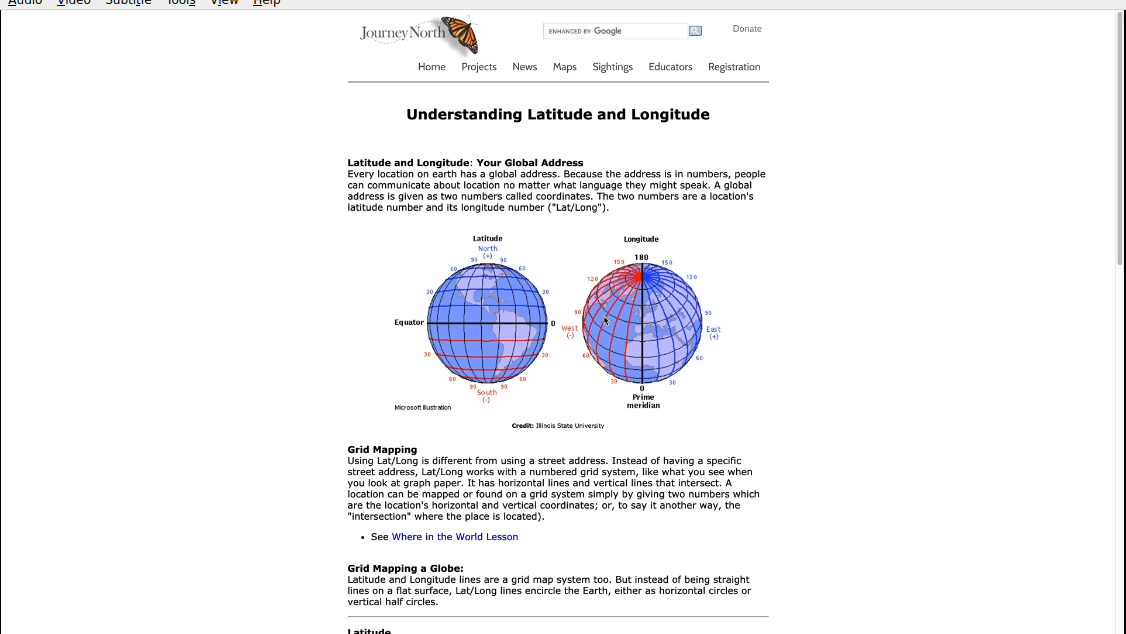 Audio Video Subtitle Tools View Help
JourneyNorth
ENHANCED BY Google
Donate
Home Projects News Maps Sightings Educators Registration
Understanding Latitude and Longitude
Latitude and Longitude: Your Global Address
Every location on earth has a global address. Because the address is in numbers, people
can communicate about location no matter what language they might speak. A global
address is given as two numbers called coordinates. The two numbers are a location's
latitude number and its longitude number ("Lat/Long").
Latitude
North
(+)
90 90
60 60
30 30
Equator 0
30 30
60 60
90 90
South
(-)
Microsoft Illustration
Longitude
180
150 150
120 120
90 90
West
(-)
East
(+)
60 60
30 30
0
Prime
meridian
Credit: Illinois State University
Grid Mapping
Using Lat/Long is different from using a street address. Instead of having a specific
street address, Lat/Long works with a numbered grid system, like what you see when
you look at graph paper. It has horizontal lines and vertical lines that intersect. A
location can be mapped or found on a grid system simply by giving two numbers which
are the location's horizontal and vertical coordinates; or, to say it another way, the
"intersection" where the place is located).
• See Where in the World Lesson
Grid Mapping a Globe:
Latitude and Longitude lines are a grid map system too. But instead of being straight
lines on a flat surface, Lat/Long lines encircle the Earth, either as horizontal circles or
vertical half circles.
Latitude